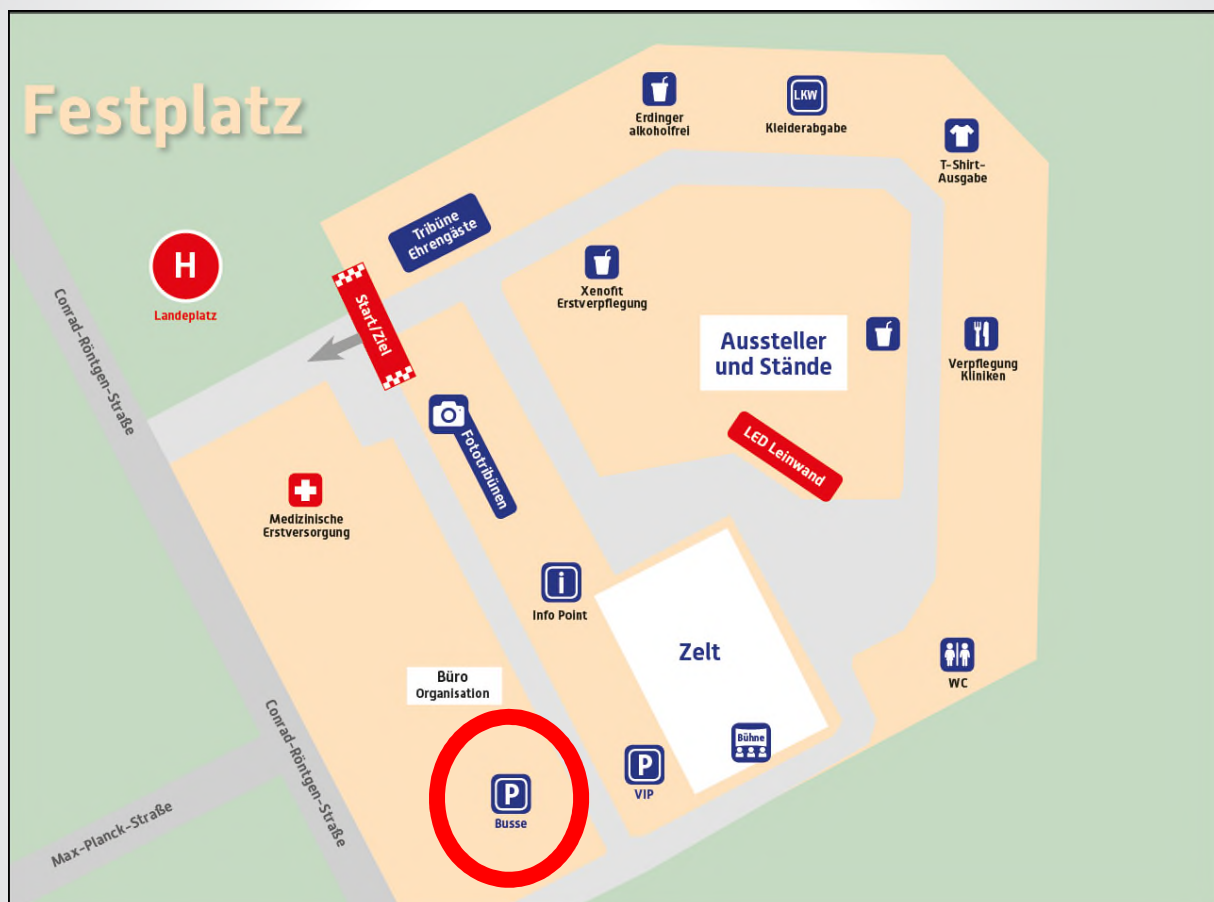 Festplatz
Erdinger
alkoholfrei
LKW
Kleiderabgabe
T-Shirt-
Ausgabe
Tribüne
Ehrengäste
H
Landeplatz
Start/Ziel
Xenofit
Erstverpflegung
Aussteller
und Stände
Verpflegung
Kliniken
Conrad-Röntgen-Straße
Fototribünen
LED Leinwand
Medizinische
Erstversorgung
i
Info Point
Zelt
WC
Büro
Organisation
Bühne
P
VIP
P
Busse
Conrad-Röntgen-Straße
Max-Planck-Straße